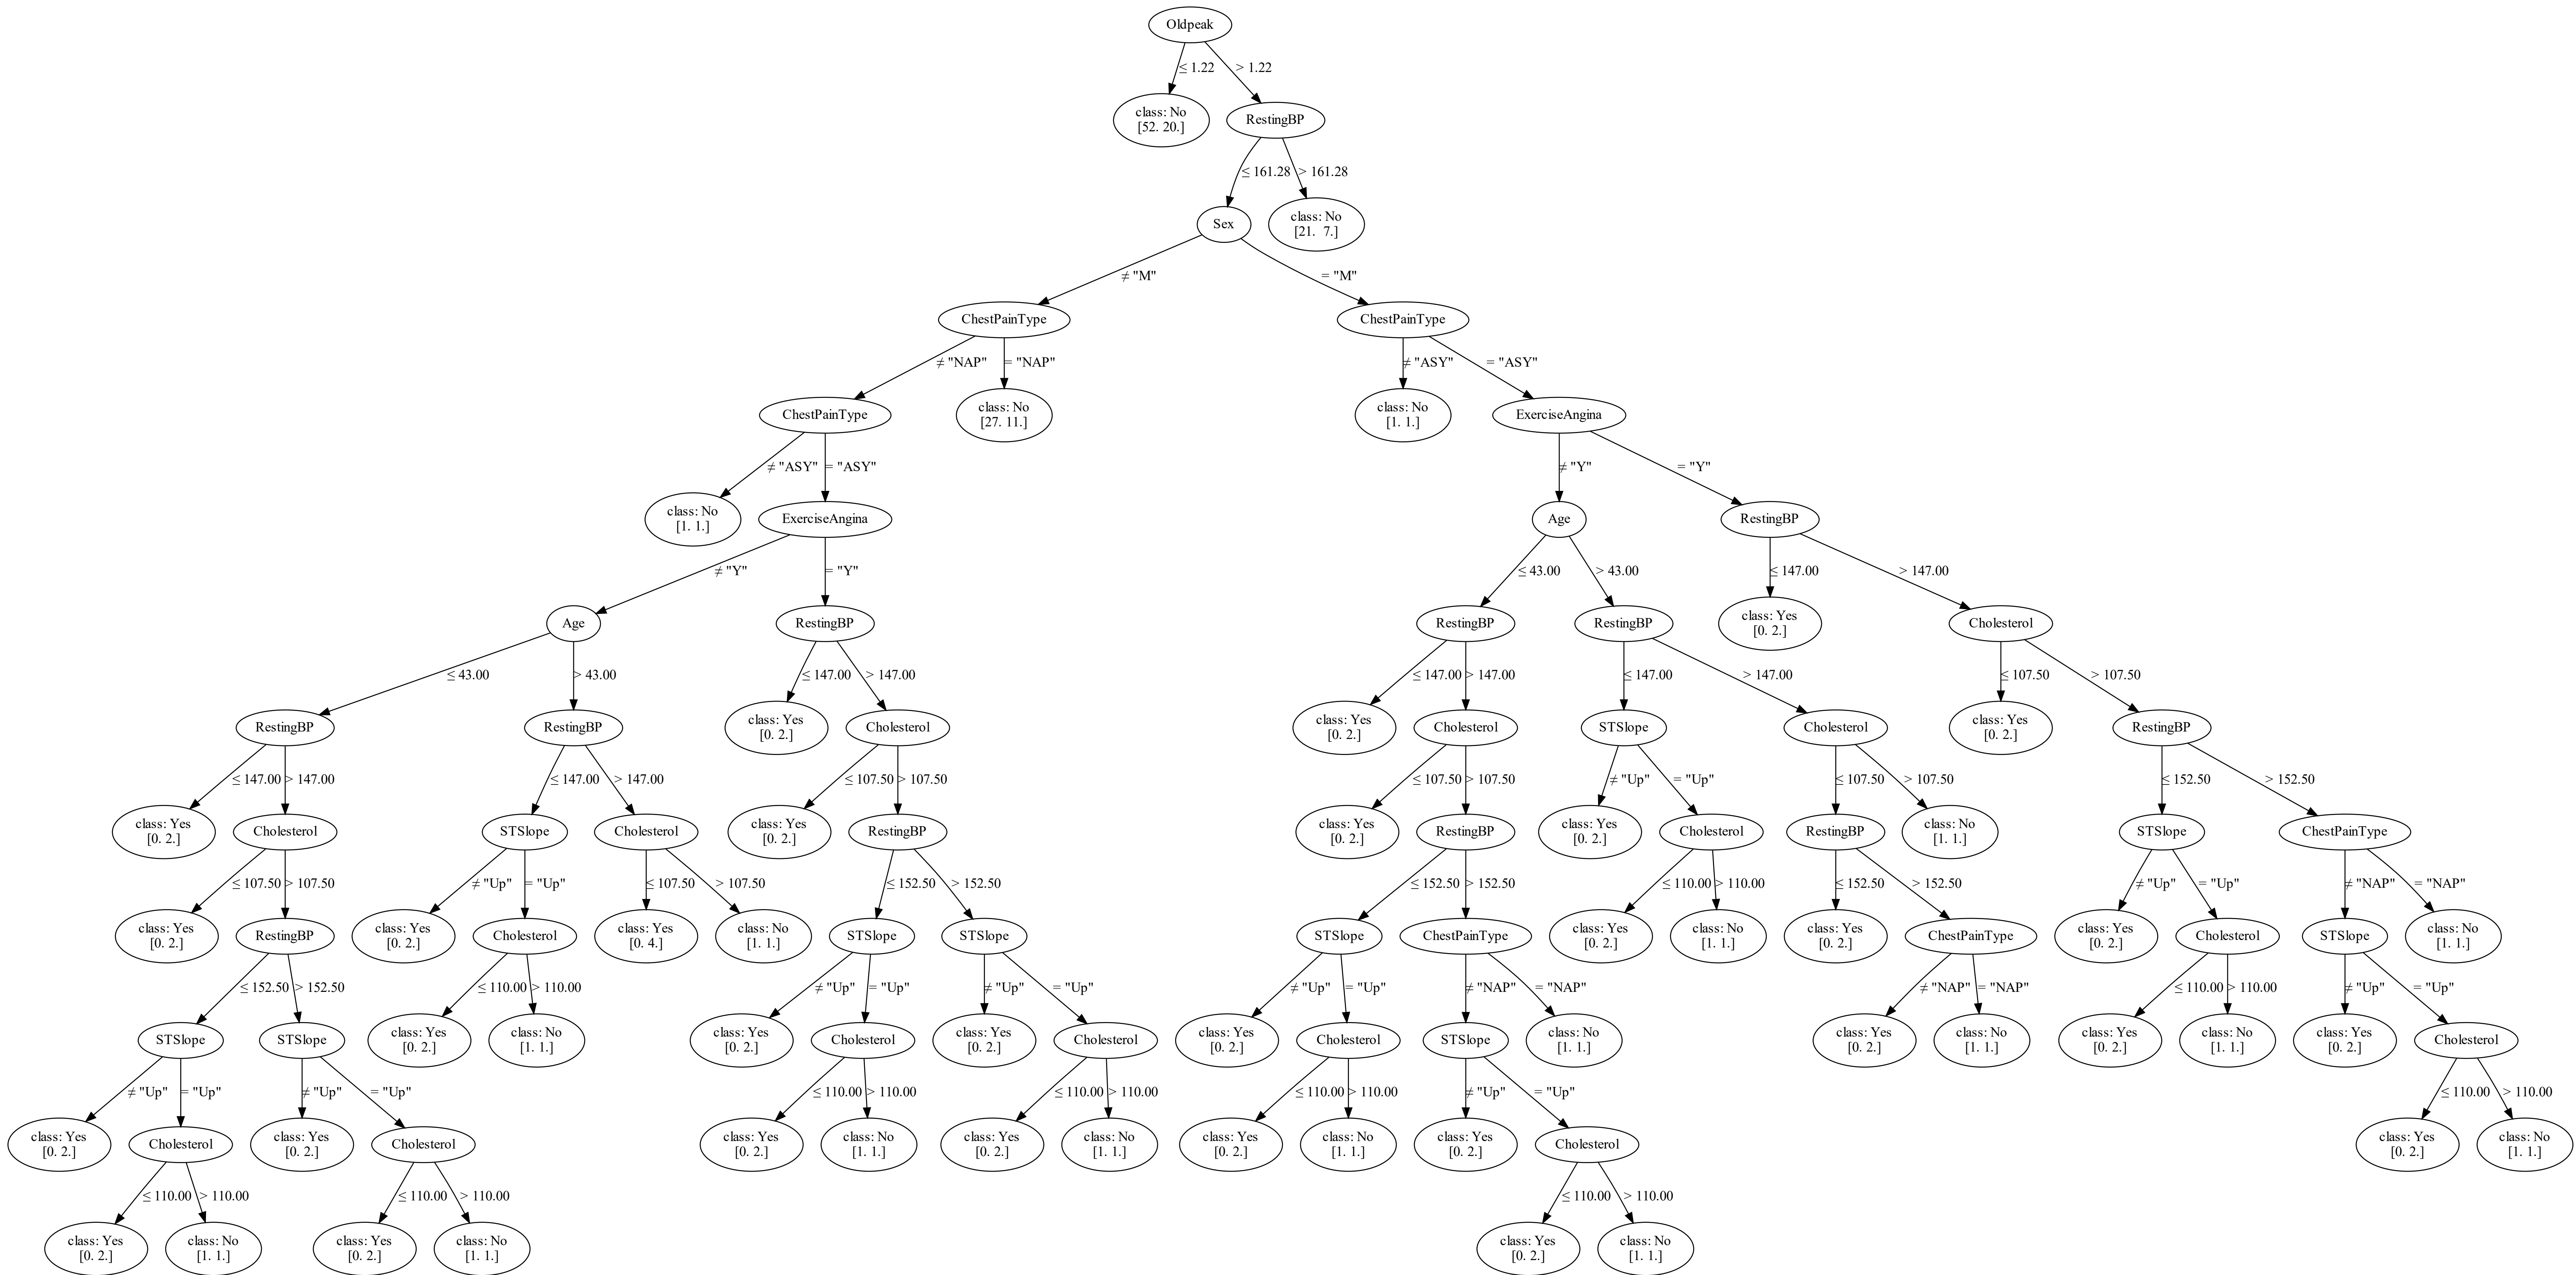 Oldpeak
≤ 1.22
> 1.22
class: No
[52. 20.]
RestingBP
≤ 161.28
> 161.28
Sex
class: No
[21.  7.]
≠ "M"
= "M"
ChestPainType
ChestPainType
≠ "NAP"
= "NAP"
≠ "ASY"
= "ASY"
ChestPainType
class: No
[27. 11.]
class: No
[1. 1.]
ExerciseAngina
≠ "ASY"
= "ASY"
≠ "Y"
= "Y"
class: No
[1. 1.]
ExerciseAngina
Age
RestingBP
≠ "Y"
= "Y"
≤ 43.00
> 43.00
≤ 147.00
> 147.00
Age
RestingBP
RestingBP
RestingBP
class: Yes
[0. 2.]
Cholesterol
≤ 43.00
> 43.00
≤ 147.00
> 147.00
≤ 147.00
> 147.00
≤ 147.00
> 147.00
≤ 107.50
> 107.50
RestingBP
RestingBP
class: Yes
[0. 2.]
Cholesterol
class: Yes
[0. 2.]
Cholesterol
STSlope
Cholesterol
class: Yes
[0. 2.]
RestingBP
≤ 147.00
> 147.00
≤ 147.00
> 147.00
≤ 107.50
> 107.50
≤ 107.50
> 107.50
≠ "Up"
= "Up"
≤ 107.50
> 107.50
≤ 152.50
> 152.50
class: Yes
[0. 2.]
Cholesterol
STSlope
Cholesterol
class: Yes
[0. 2.]
RestingBP
class: Yes
[0. 2.]
RestingBP
class: Yes
[0. 2.]
Cholesterol
RestingBP
class: No
[1. 1.]
STSlope
ChestPainType
≤ 107.50
> 107.50
≠ "Up"
= "Up"
≤ 107.50
> 107.50
≤ 152.50
> 152.50
≤ 152.50
> 152.50
≤ 110.00
> 110.00
≤ 152.50
> 152.50
≠ "Up"
= "Up"
≠ "NAP"
= "NAP"
class: Yes
[0. 2.]
RestingBP
class: Yes
[0. 2.]
Cholesterol
class: Yes
[0. 4.]
class: No
[1. 1.]
STSlope
STSlope
STSlope
ChestPainType
class: Yes
[0. 2.]
class: No
[1. 1.]
class: Yes
[0. 2.]
ChestPainType
class: Yes
[0. 2.]
Cholesterol
STSlope
class: No
[1. 1.]
≤ 152.50
> 152.50
≤ 110.00
> 110.00
≠ "Up"
= "Up"
≠ "Up"
= "Up"
≠ "Up"
= "Up"
≠ "NAP"
= "NAP"
≠ "NAP"
= "NAP"
≤ 110.00
> 110.00
≠ "Up"
= "Up"
STSlope
STSlope
class: Yes
[0. 2.]
class: No
[1. 1.]
class: Yes
[0. 2.]
Cholesterol
class: Yes
[0. 2.]
Cholesterol
class: Yes
[0. 2.]
Cholesterol
STSlope
class: No
[1. 1.]
class: Yes
[0. 2.]
class: No
[1. 1.]
class: Yes
[0. 2.]
class: No
[1. 1.]
class: Yes
[0. 2.]
Cholesterol
≠ "Up"
= "Up"
≠ "Up"
= "Up"
≤ 110.00
> 110.00
≤ 110.00
> 110.00
≤ 110.00
> 110.00
≠ "Up"
= "Up"
≤ 110.00
> 110.00
class: Yes
[0. 2.]
Cholesterol
class: Yes
[0. 2.]
Cholesterol
class: Yes
[0. 2.]
class: No
[1. 1.]
class: Yes
[0. 2.]
class: No
[1. 1.]
class: Yes
[0. 2.]
class: No
[1. 1.]
class: Yes
[0. 2.]
Cholesterol
class: Yes
[0. 2.]
class: No
[1. 1.]
≤ 110.00
> 110.00
≤ 110.00
> 110.00
≤ 110.00
> 110.00
class: Yes
[0. 2.]
class: No
[1. 1.]
class: Yes
[0. 2.]
class: No
[1. 1.]
class: Yes
[0. 2.]
class: No
[1. 1.]